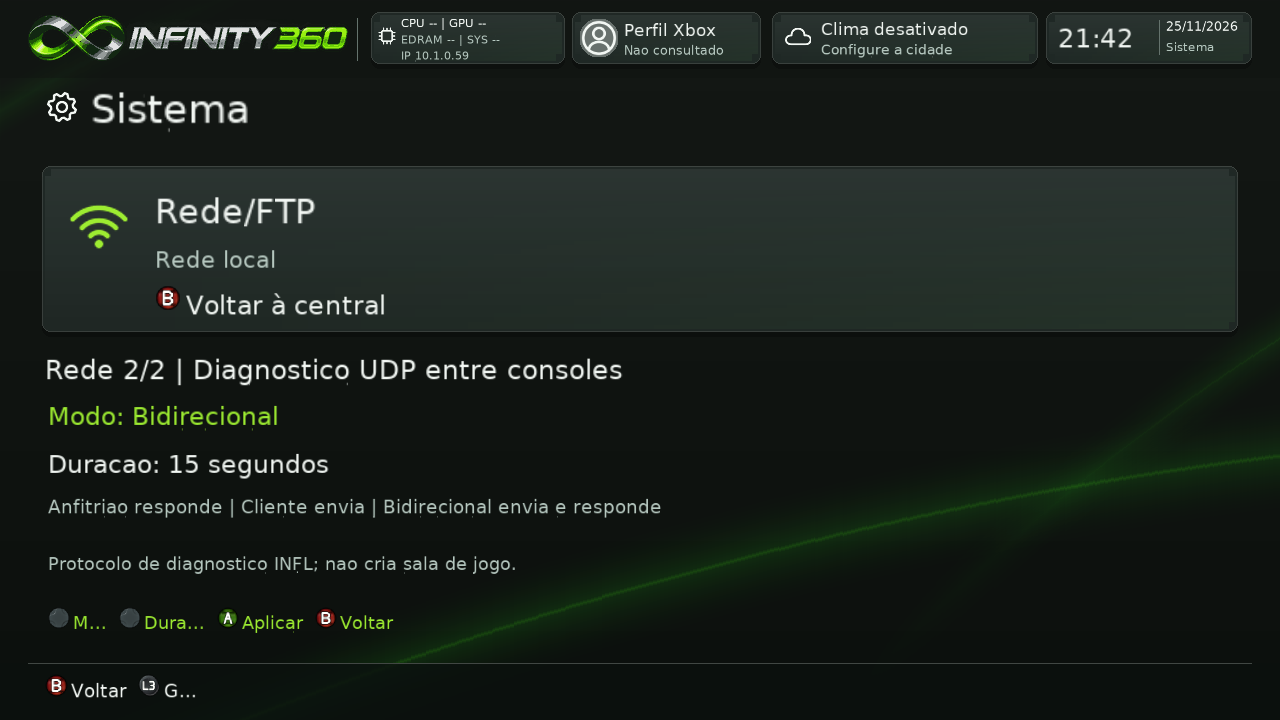 INFINITY 360
CPU -- | GPU --
EDRAM -- | SYS --
IP 10.1.0.59
Perfil Xbox
Nao consultado
Clima desativado
Configure a cidade
21:42
25/11/2026
Sistema
Sistema
Rede/FTP
Rede local
B Voltar à central
Rede 2/2 | Diagnostico UDP entre consoles
Modo: Bidirecional
Duracao: 15 segundos
Anfitriao responde | Cliente envia | Bidirecional envia e responde
Protocolo de diagnostico INFL; nao cria sala de jogo.
M... Dura... A Aplicar B Voltar
B Voltar L3 G...